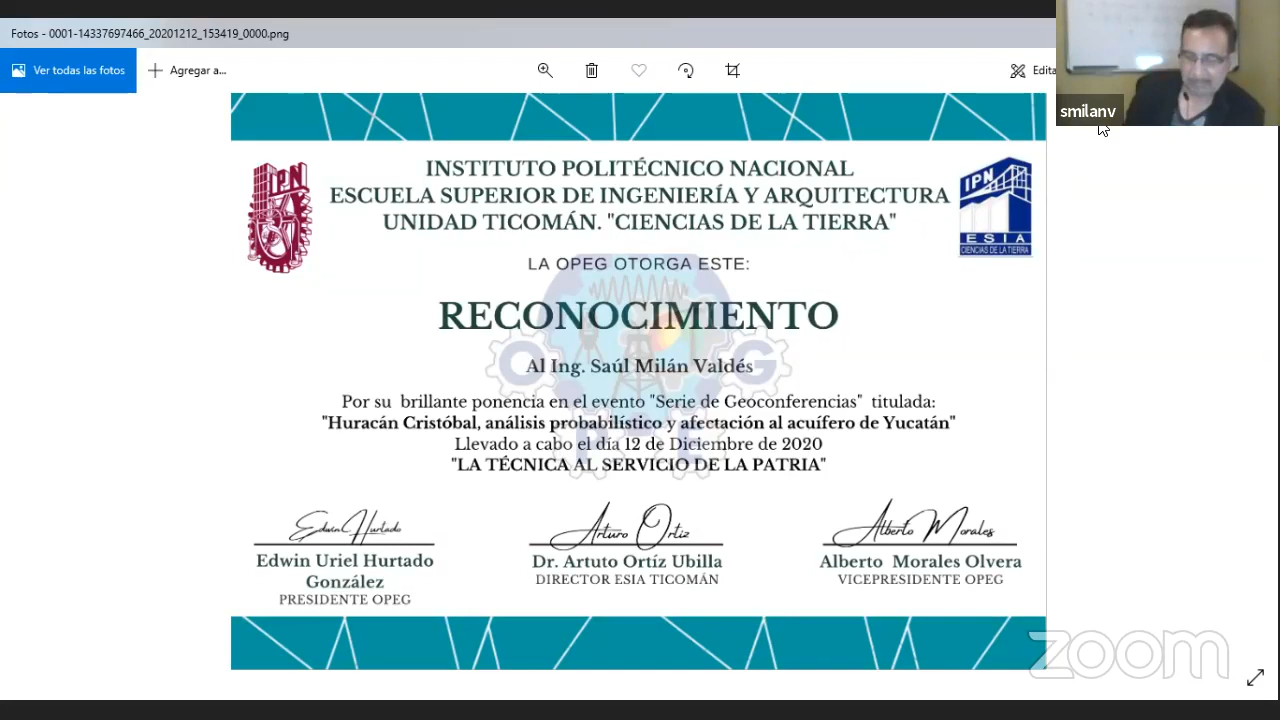 Fotos - 0001-14337697466_20201212_153419_0000.png
Ver todas las fotos
Agregar a...
Edita
smilanv
INSTITUTO POLITÉCNICO NACIONAL
ESCUELA SUPERIOR DE INGENIERÍA Y ARQUITECTURA
UNIDAD TICOMÁN. "CIENCIAS DE LA TIERRA"
IPN
IPN
ESIA
CIENCIAS DE LA TIERRA
LA OPEG OTORGA ESTE:
RECONOCIMIENTO
Al Ing. Saúl Milán Valdés
O G
Por su brillante ponencia en el evento "Serie de Geoconferencias" titulada:
"Huracán Cristóbal, análisis probabilístico y afectación al acuífero de Yucatán"
P E
Llevado a cabo el día 12 de Diciembre de 2020
"LA TÉCNICA AL SERVICIO DE LA PATRIA"
Edwin Hurtado
Arturo Ortiz
Alberto Morales
Edwin Uriel Hurtado
González
PRESIDENTE OPEG
Dr. Artuto Ortíz Ubilla
DIRECTOR ESIA TICOMÁN
Alberto Morales Olvera
VICEPRESIDENTE OPEG
zoom